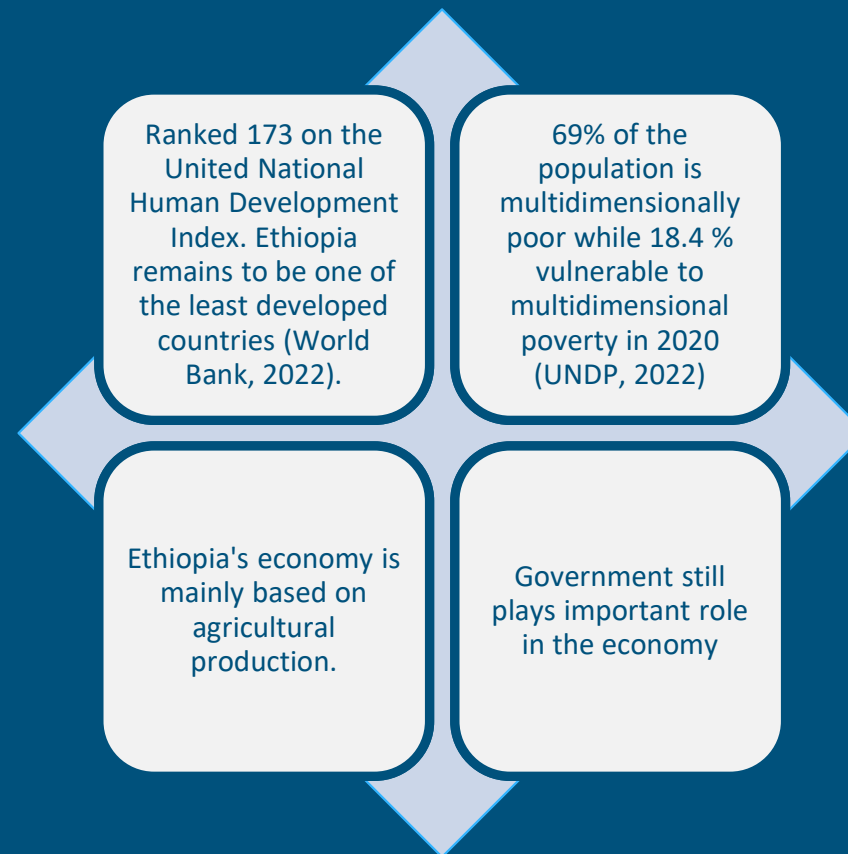 Ranked 173 on the
United National
Human Development
Index. Ethiopia
remains to be one of
the least developed
countries (World
Bank, 2022).
69% of the
population is
multidimensionally
poor while 18.4 %
vulnerable to
multidimensional
poverty in 2020
(UNDP, 2022)
Ethiopia's economy is
mainly based on
agricultural
production.
Government still
plays important role
in the economy